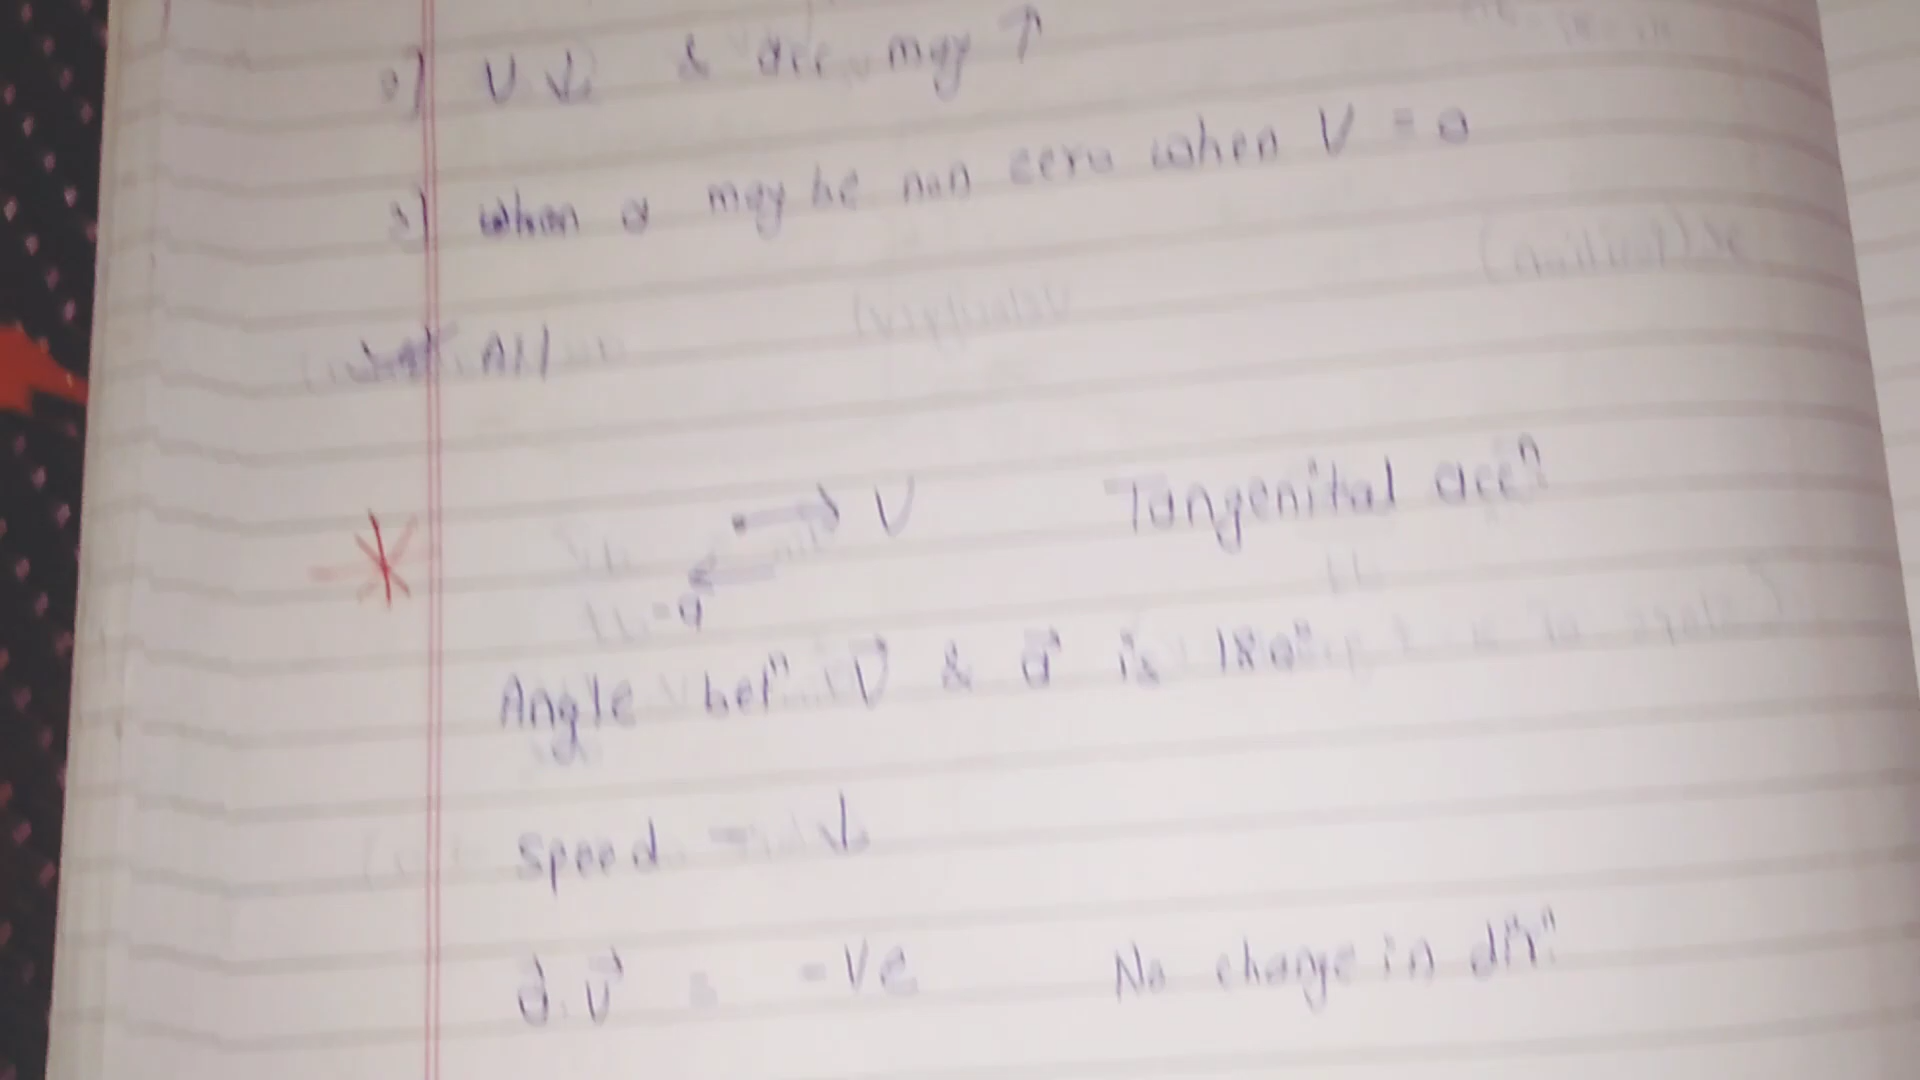 V ↓ & acc may ↑
3) when a may be non zero when V = 0
All
V Tangenital accⁿ
a
Angle betⁿ V⃗ & a⃗ is 180°
speed - ↓
a⃗.v⃗ = -ve No change in dirⁿ